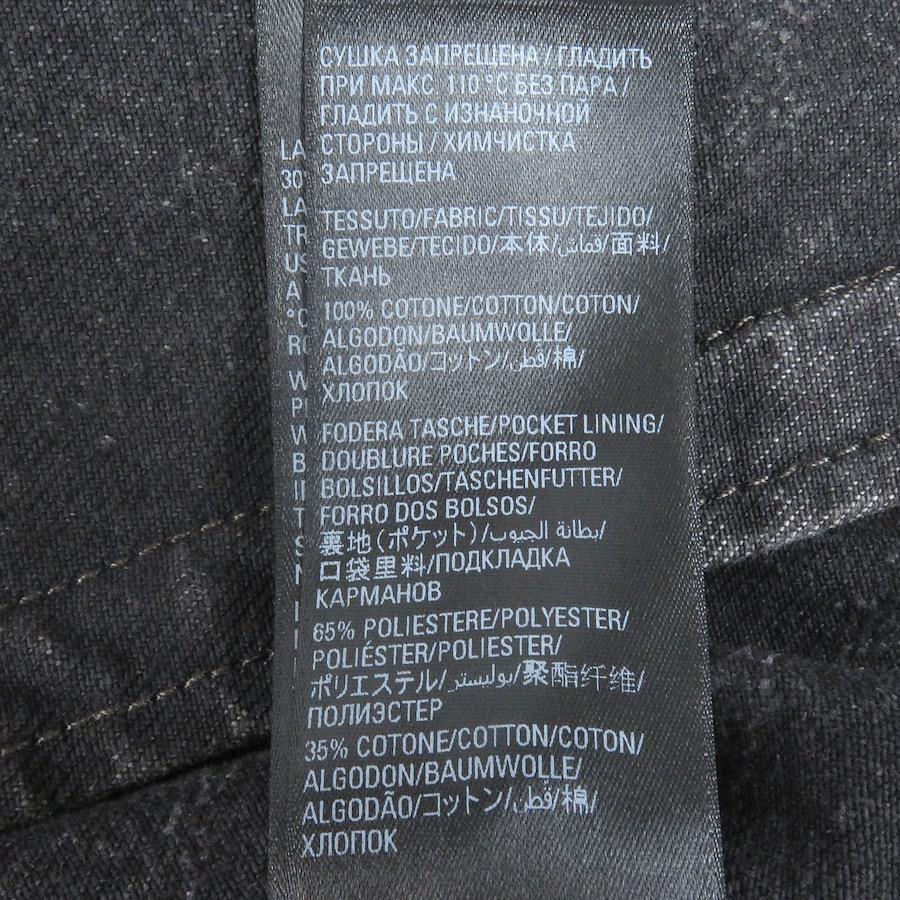 СУШКА ЗАПРЕЩЕНА / ГЛАДИТЬ
ПРИ МАКС. 110 °C БЕЗ ПАРА /
ГЛАДИТЬ С ИЗНАНОЧНОЙ
СТОРОНЫ / ХИМЧИСТКА
ЗАПРЕЩЕНА
TESSUTO/FABRIC/TISSU/TEJIDO/
GEWEBE/TECIDO/本体/قماش/面料/
ТКАНЬ
100% COTONE/COTTON/COTON/
ALGODON/BAUMWOLLE/
ALGODÃO/コットン/قطن/棉/
ХЛОПОК
FODERA TASCHE/POCKET LINING/
DOUBLURE POCHES/FORRO
BOLSILLOS/TASCHENFUTTER/
FORRO DOS BOLSOS/
裏地(ポケット)/بطانة الجيوب/
口袋里料/ПОДКЛАДКА
КАРМАНОВ
65% POLIESTERE/POLYESTER/
POLIÉSTER/POLIESTER/
ポリエステル/بوليستر/聚酯纤维/
ПОЛИЭСТЕР
35% COTONE/COTTON/COTON/
ALGODON/BAUMWOLLE/
ALGODÃO/コットン/قطن/棉/
ХЛОПОК